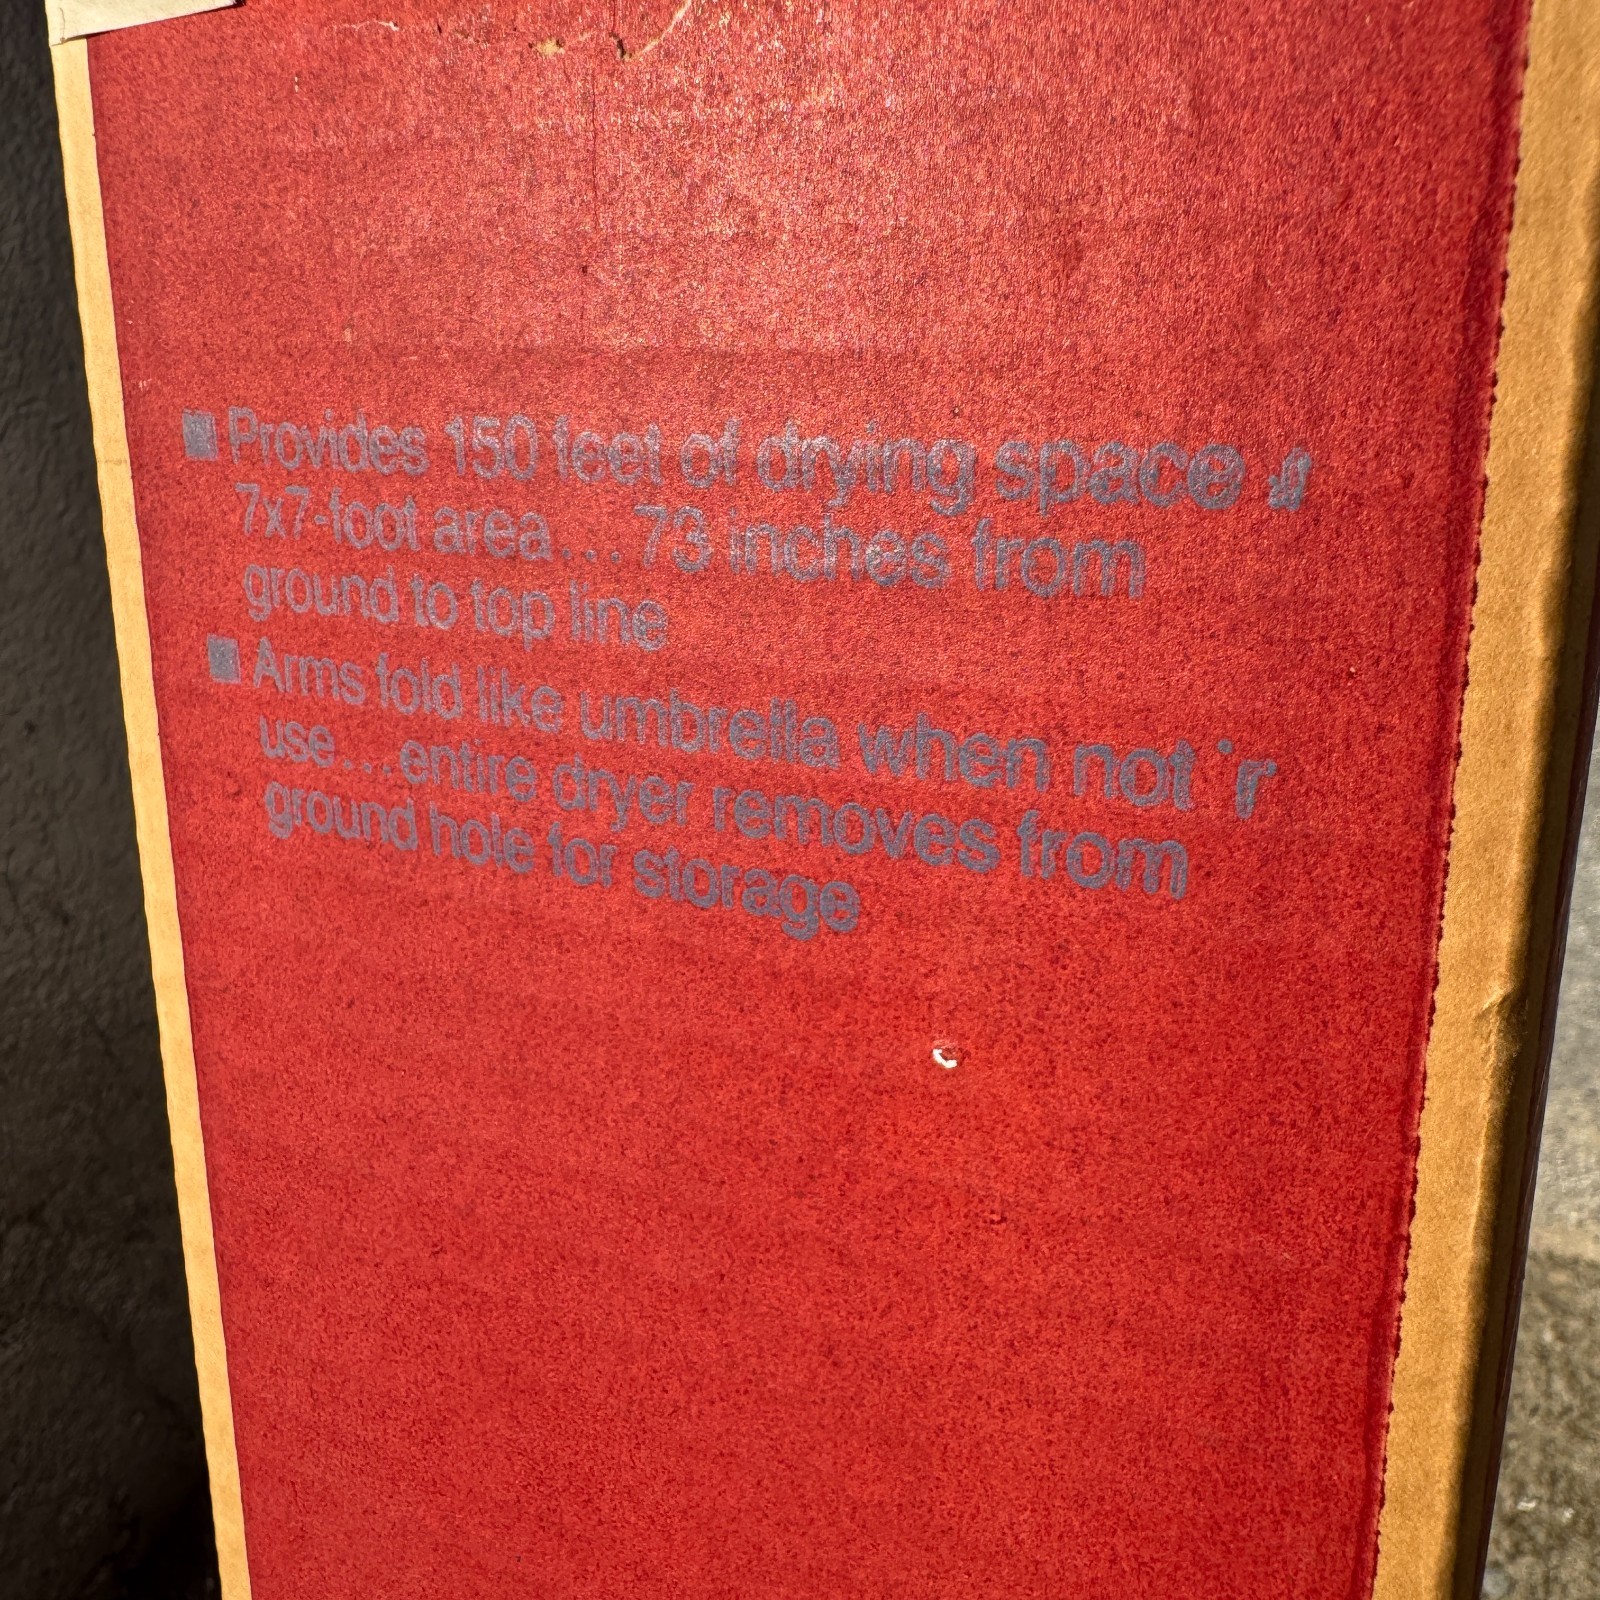 ■ Provides 150 feet of drying space
7x7-foot area... 73 inches from
ground to top line
■ Arms fold like umbrella when not
use...entire dryer removes from
ground hole for storage